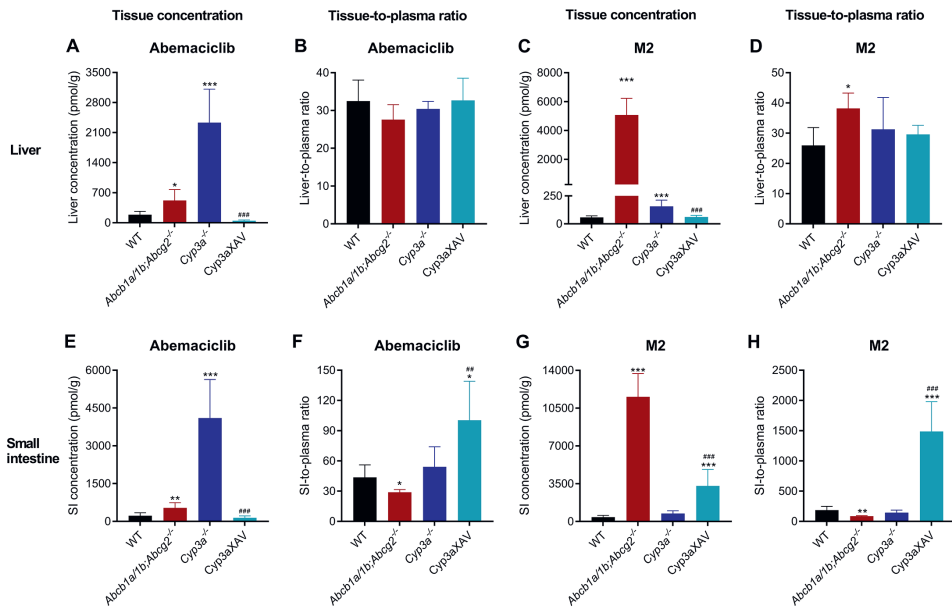 Tissue concentration
Tissue-to-plasma ratio
Tissue concentration
Tissue-to-plasma ratio
Liver
A
Abemaciclib
Liver concentration (pmol/g)
3500
2800
2100
1400
700
0
*
***
###
WT
Abcb1a/1b;Abcg2-/-
Cyp3a-/-
Cyp3aXAV
B
Abemaciclib
Liver-to-plasma ratio
40
30
20
10
0
WT
Abcb1a/1b;Abcg2-/-
Cyp3a-/-
Cyp3aXAV
C
M2
Liver concentration (pmol/g)
8000
6000
4000
2000
250
0
***
***
###
WT
Abcb1a/1b;Abcg2-/-
Cyp3a-/-
Cyp3aXAV
D
M2
Liver-to-plasma ratio
50
40
30
20
10
0
*
WT
Abcb1a/1b;Abcg2-/-
Cyp3a-/-
Cyp3aXAV
Small
intestine
E
Abemaciclib
SI concentration (pmol/g)
6000
4500
3000
1500
0
**
***
###
WT
Abcb1a/1b;Abcg2-/-
Cyp3a-/-
Cyp3aXAV
F
Abemaciclib
SI-to-plasma ratio
150
120
90
60
30
0
*
##
*
WT
Abcb1a/1b;Abcg2-/-
Cyp3a-/-
Cyp3aXAV
G
M2
SI concentration (pmol/g)
14000
10500
7000
3500
0
***
###
***
WT
Abcb1a/1b;Abcg2-/-
Cyp3a-/-
Cyp3aXAV
H
M2
SI-to-plasma ratio
2500
2000
1500
1000
500
0
**
###
***
WT
Abcb1a/1b;Abcg2-/-
Cyp3a-/-
Cyp3aXAV